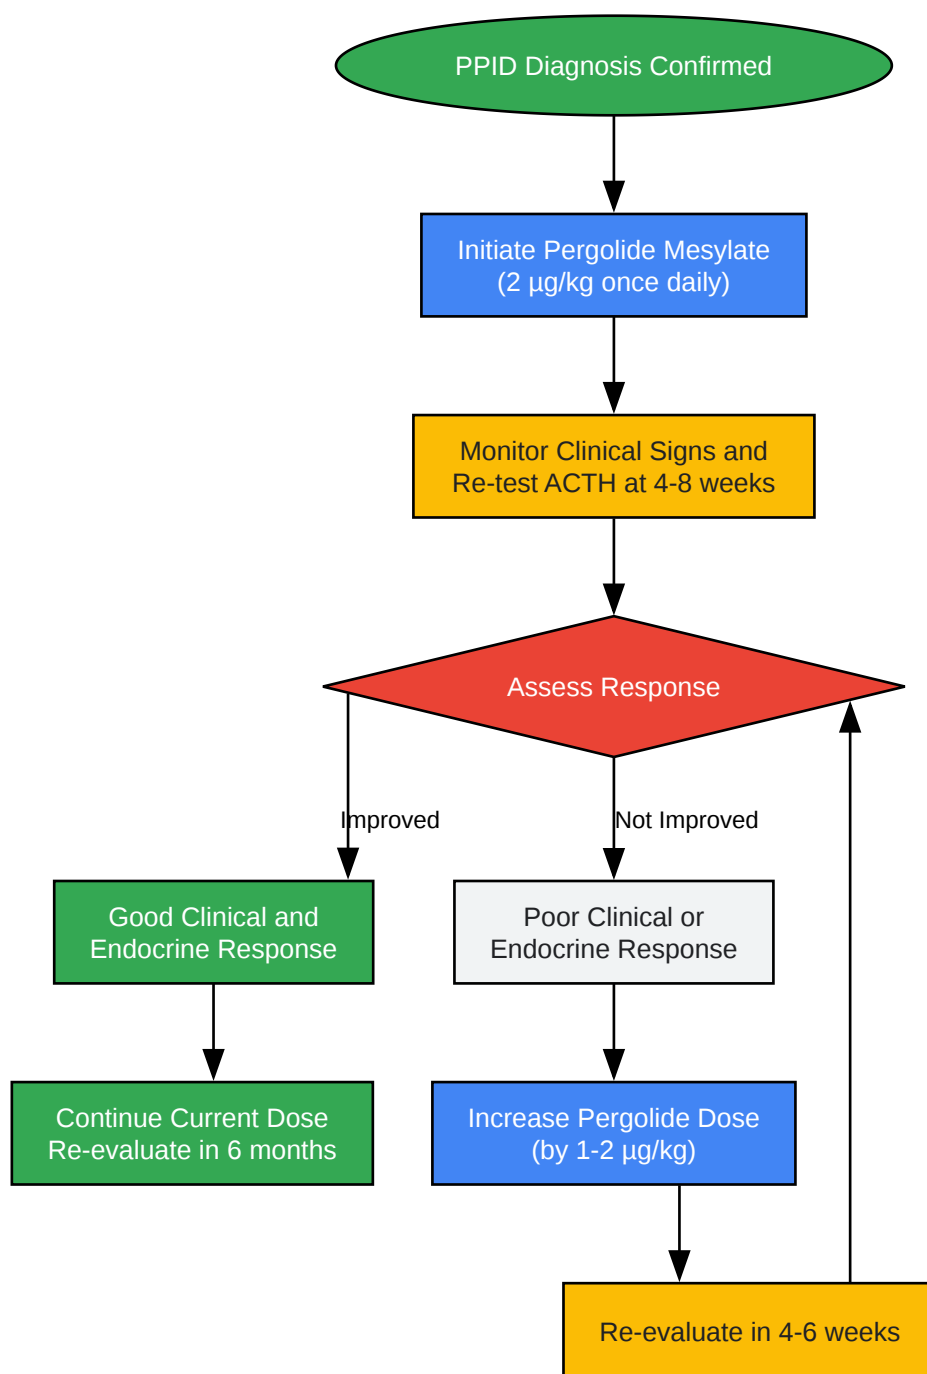 PPID Diagnosis Confirmed
Initiate Pergolide Mesylate
(2 µg/kg once daily)
Monitor Clinical Signs and
Re-test ACTH at 4-8 weeks
Assess Response
Improved
Not Improved
Good Clinical and
Endocrine Response
Poor Clinical or
Endocrine Response
Continue Current Dose
Re-evaluate in 6 months
Increase Pergolide Dose
(by 1-2 µg/kg)
Re-evaluate in 4-6 weeks